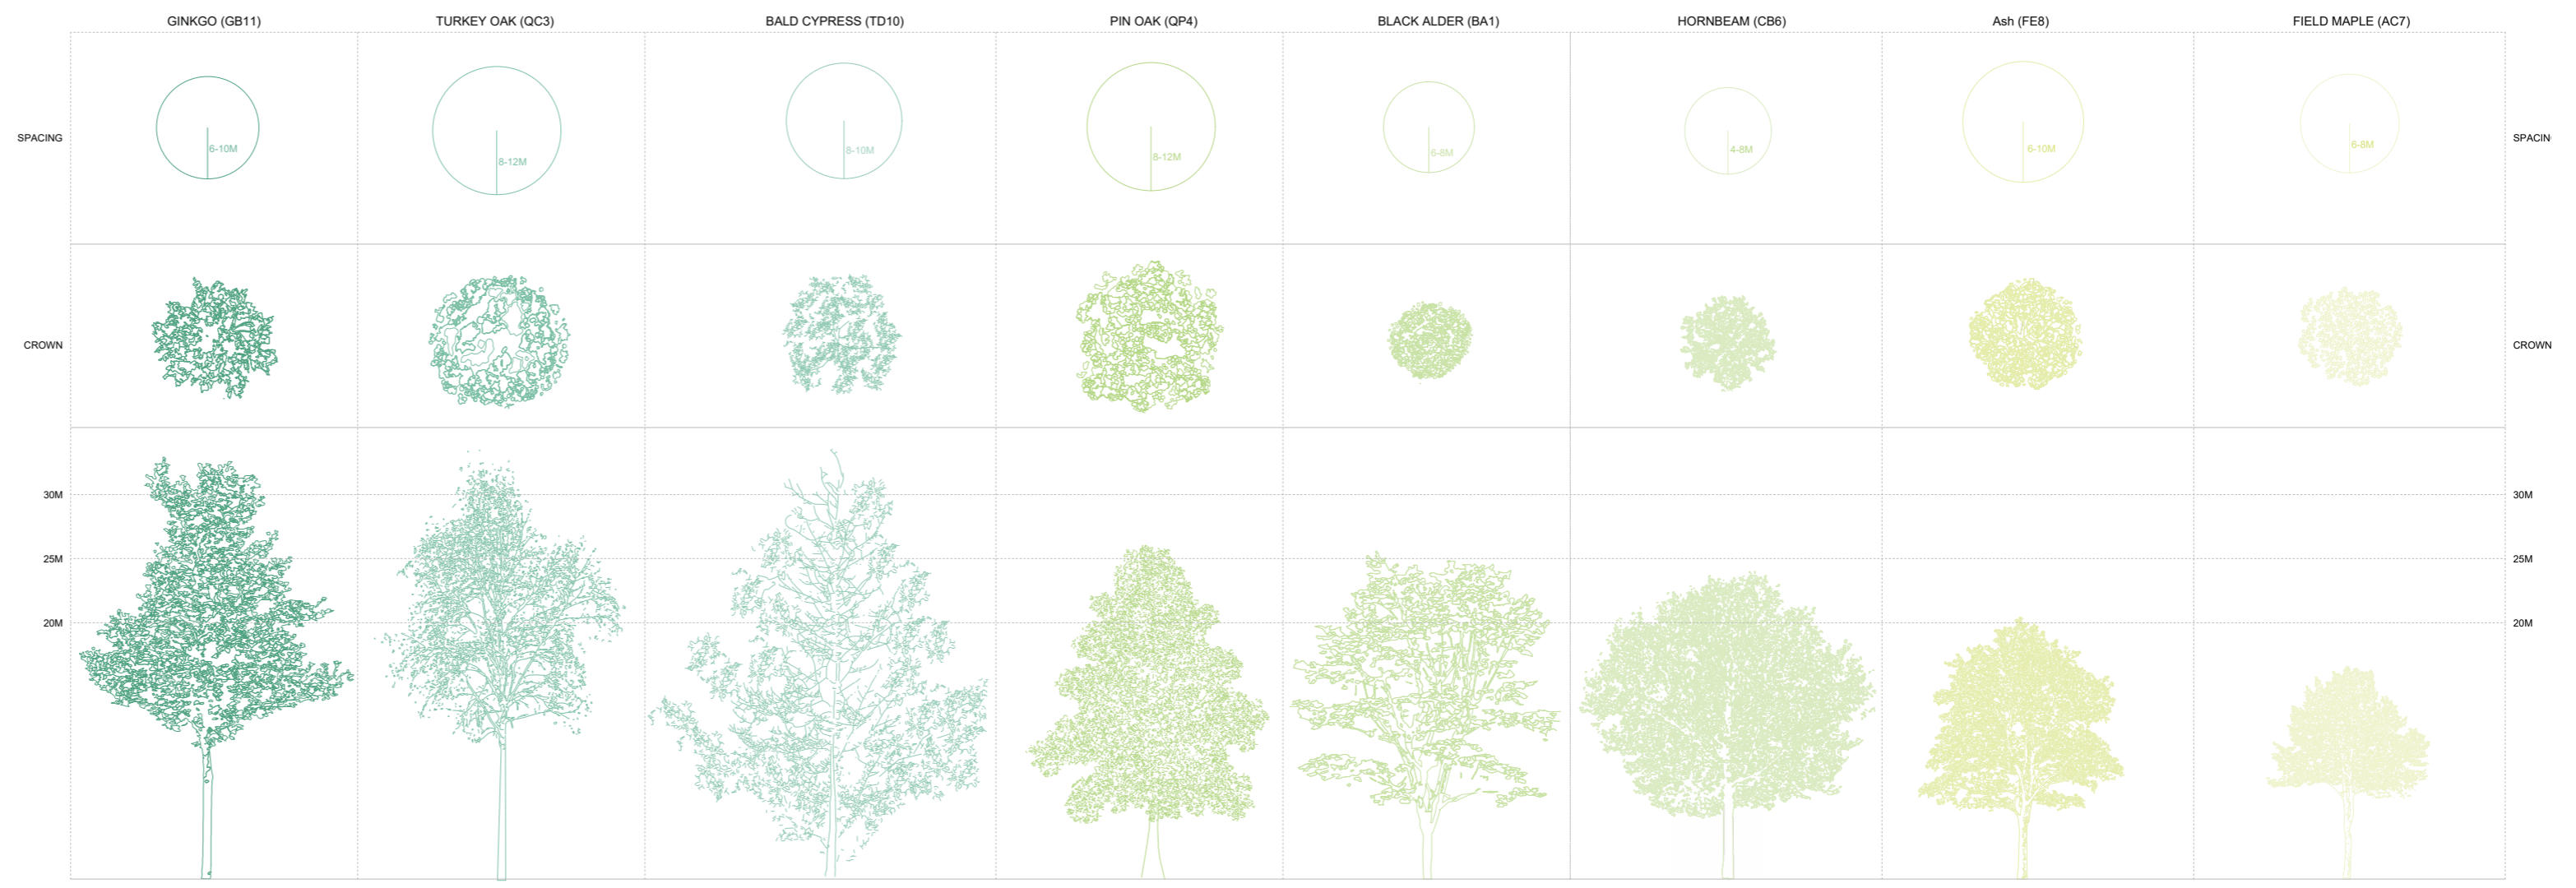 GINKGO (GB11) TURKEY OAK (QC3) BALD CYPRESS (TD10) PIN OAK (QP4) BLACK ALDER (BA1) HORNBEAM (CB6) Ash (FE8) FIELD MAPLE (AC7)
SPACING 6-10M 8-12M 8-10M 8-12M 6-8M 4-8M 6-10M 6-8M SPACIN
CROWN CROWN
30M 30M
25M 25M
20M 20M